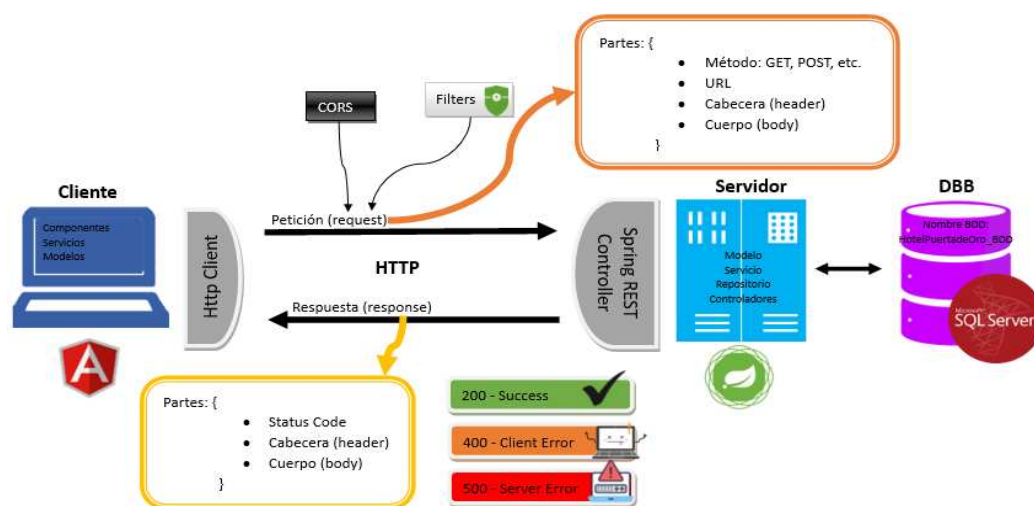 Partes: {
• Método: GET, POST, etc.
• URL
• Cabecera (header)
• Cuerpo (body)
}
CORS
Filters
Cliente
Componentes
Servicios
Modelos
Http Client
Petición (request)
HTTP
Respuesta (response)
Spring REST
Controller
Servidor
Modelo
Servicio
Repositorio
Controladores
DBB
Nombre BDD:
HotelPuertadeOro_BDD
Microsoft
SQL Server
Partes: {
• Status Code
• Cabecera (header)
• Cuerpo (body)
}
200 - Success
400 - Client Error
500 - Server Error